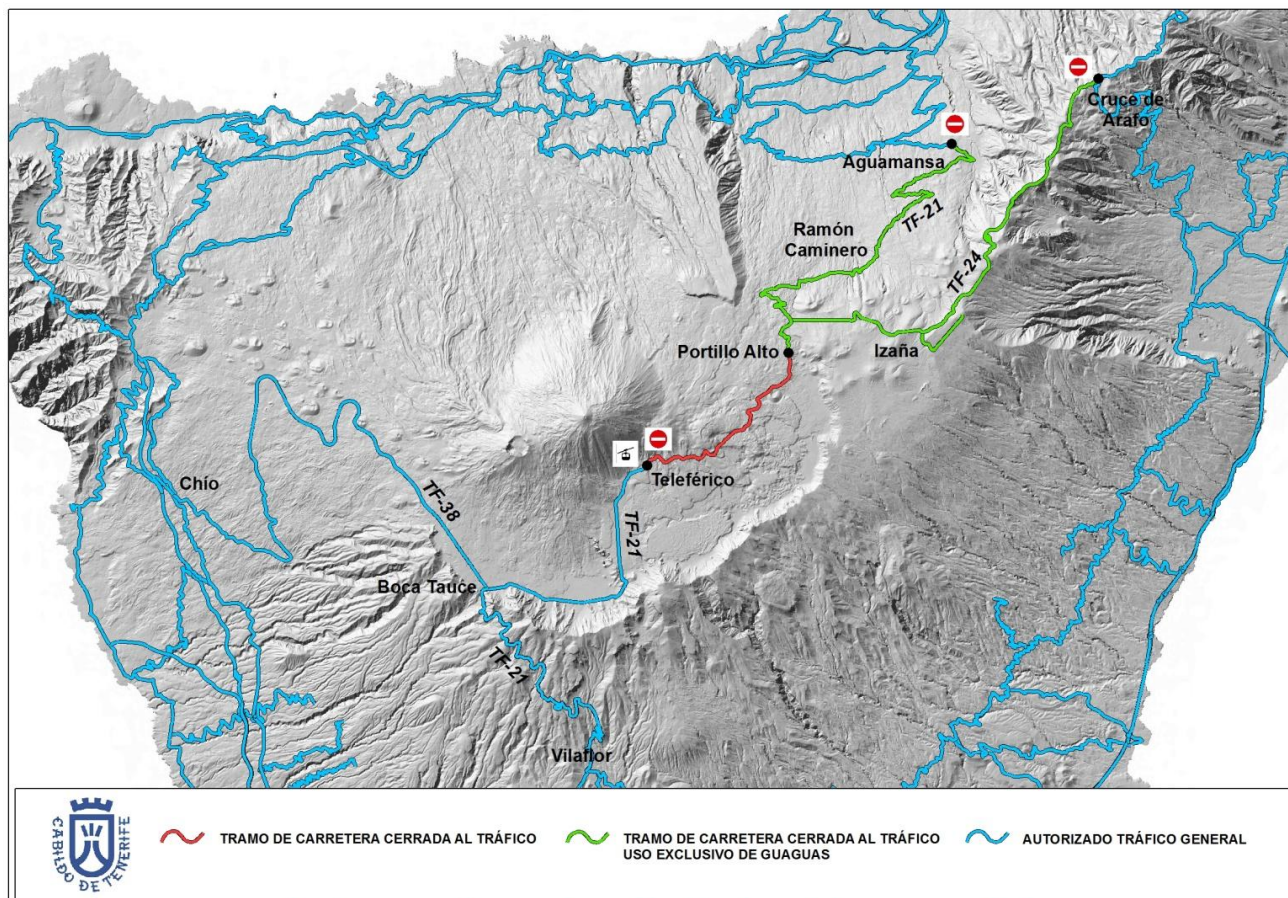 Cruce de
Arafo
Aguamansa
TF-21
Ramón
Caminero
TF-24
Portillo Alto
Izaña
Teleférico
Chío
TF-38
TF-21
Boca Tauce
TF-21
Vilaflor
CABILDO DE TENERIFE
TRAMO DE CARRETERA CERRADA AL TRÁFICO
TRAMO DE CARRETERA CERRADA AL TRÁFICO
USO EXCLUSIVO DE GUAGUAS
AUTORIZADO TRÁFICO GENERAL